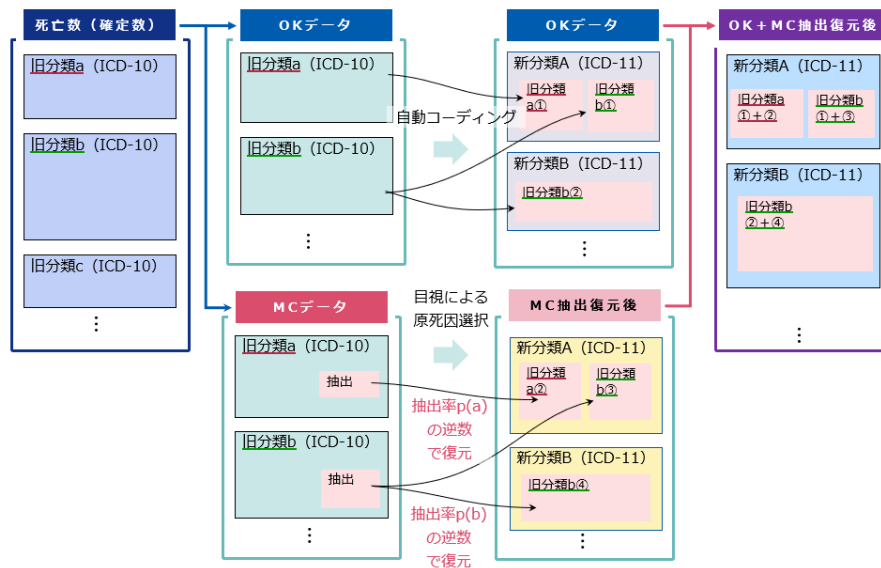 死亡数（確定数）
旧分類a（ICD-10）
旧分類b（ICD-10）
旧分類c（ICD-10）
⋮
OKデータ
旧分類a（ICD-10）
旧分類b（ICD-10）
⋮
自動コーディング
OKデータ
新分類A（ICD-11）
旧分類
a①
旧分類
b①
新分類B（ICD-11）
旧分類b②
⋮
OK＋MC抽出復元後
新分類A（ICD-11）
旧分類a
①＋②
旧分類b
①＋③
新分類B（ICD-11）
旧分類b
②＋④
⋮
MCデータ
旧分類a（ICD-10）
抽出
旧分類b（ICD-10）
抽出
⋮
目視による
原死因選択
抽出率p(a)
の逆数
で復元
抽出率p(b)
の逆数
で復元
MC抽出復元後
新分類A（ICD-11）
旧分類
a②
旧分類
b③
新分類B（ICD-11）
旧分類b④
⋮